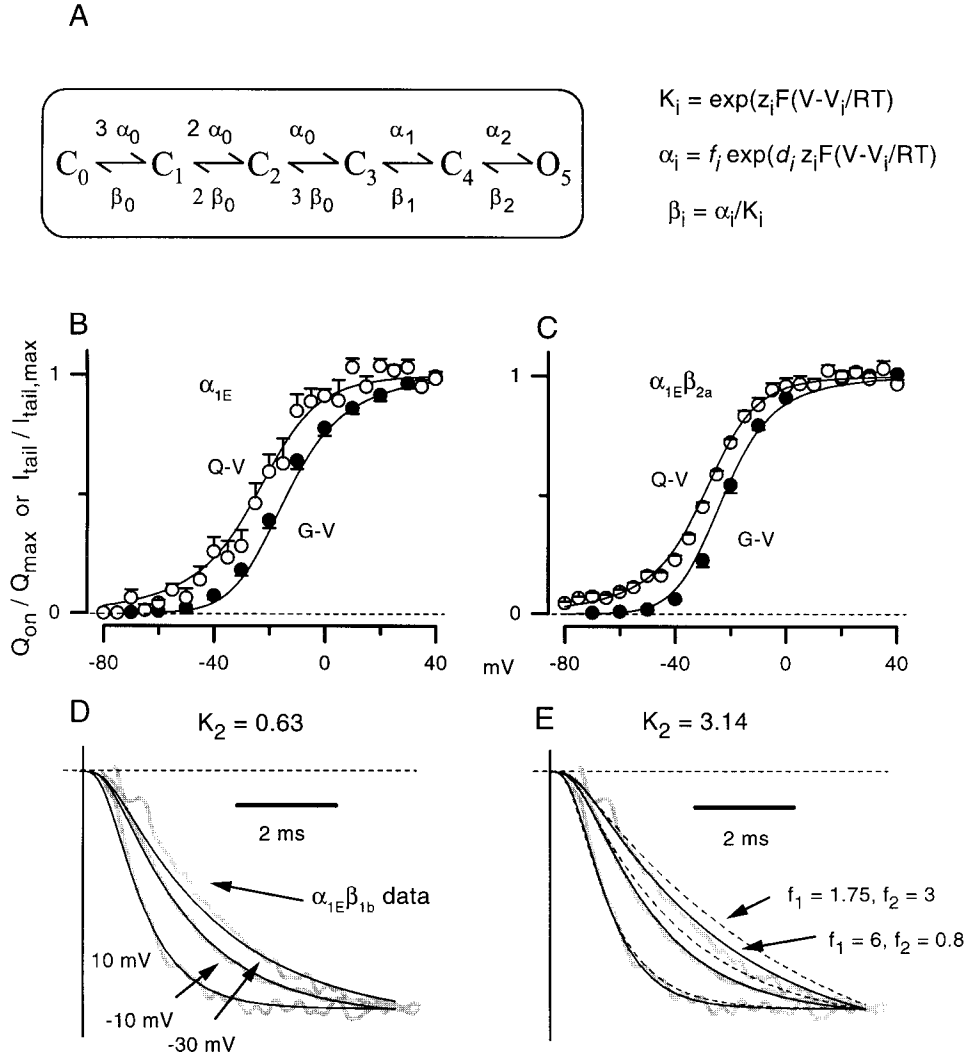 A
3 α0 2 α0 α0 α1 α2
C0 C1 C2 C3 C4 O5
β0 2 β0 3 β0 β1 β2
Ki = exp(ziF(V-Vi/RT)
αi = fi exp(di ziF(V-Vi/RT)
βi = αi/Ki
Qon / Qmax or Itail / Itail,max
B
1
α1E
Q-V
G-V
0
-80 -40 0 40
mV
C
1
α1Eβ2a
Q-V
G-V
0
-80 -40 0 40
D
K2 = 0.63
2 ms
α1Eβ1b data
10 mV
-10 mV
-30 mV
E
K2 = 3.14
2 ms
f1 = 1.75, f2 = 3
f1 = 6, f2 = 0.8